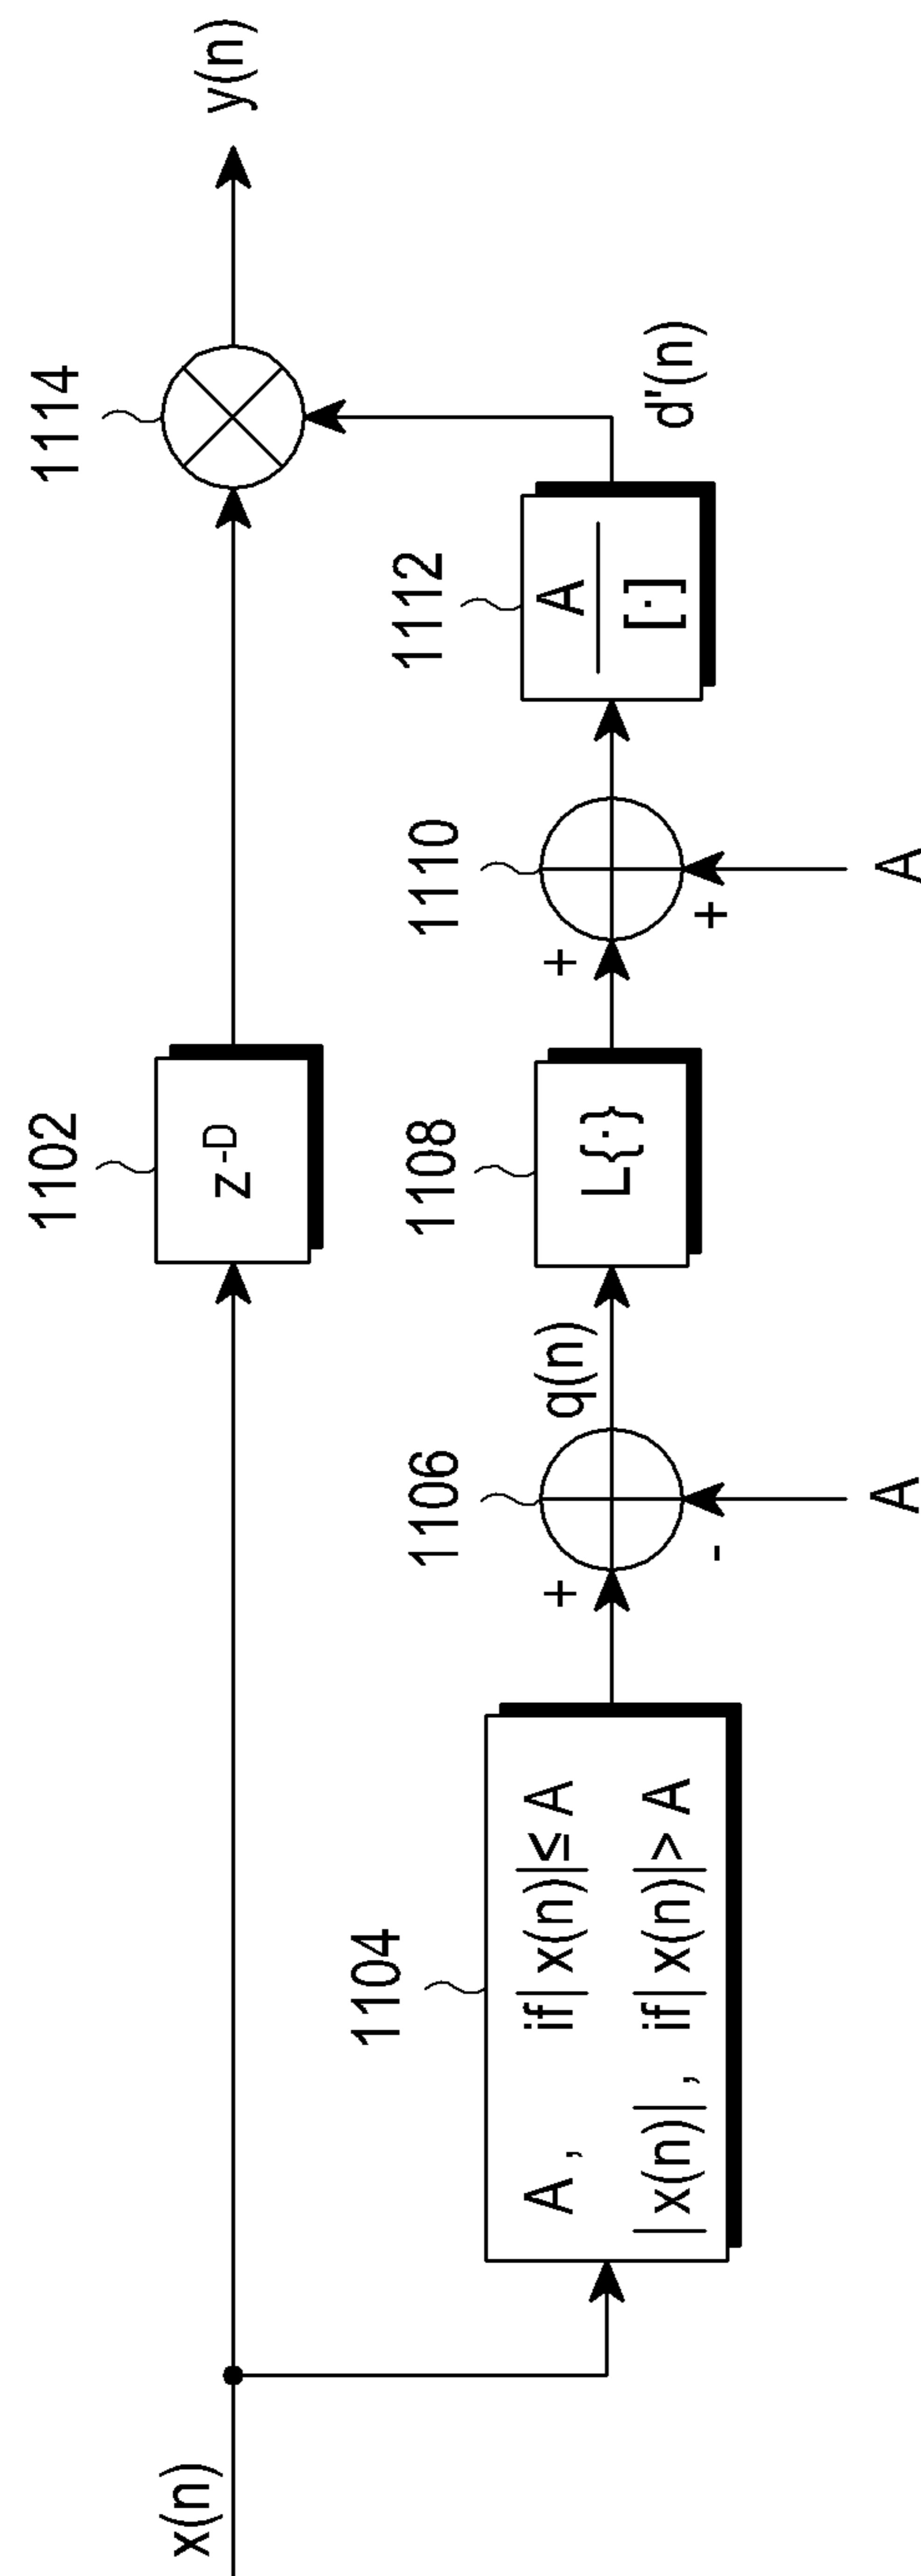 x(n)
1102
z^-D
1114
y(n)
1104
A , if| x(n)|≤ A
|x(n)| , if| x(n)|> A
1106
+
-
A
q(n)
1108
L{·}
1110
+
+
A
1112
A
[·]
d'(n)